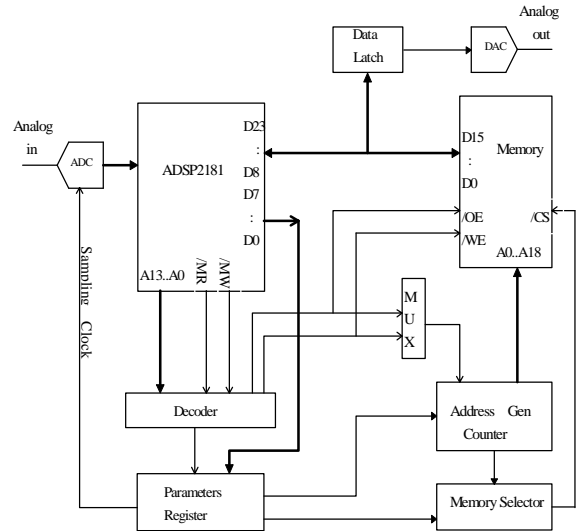 Analog
out
Data
Latch
DAC
Analog
in
ADC
ADSP2181
D23
:
D8
D7
:
D0
A13..A0
/MR
/MW
D15
:
D0
Memory
/OE
/CS
/WE
A0..A18
Sampling Clock
M
U
X
Decoder
Address Gen
Counter
Parameters
Register
Memory Selector